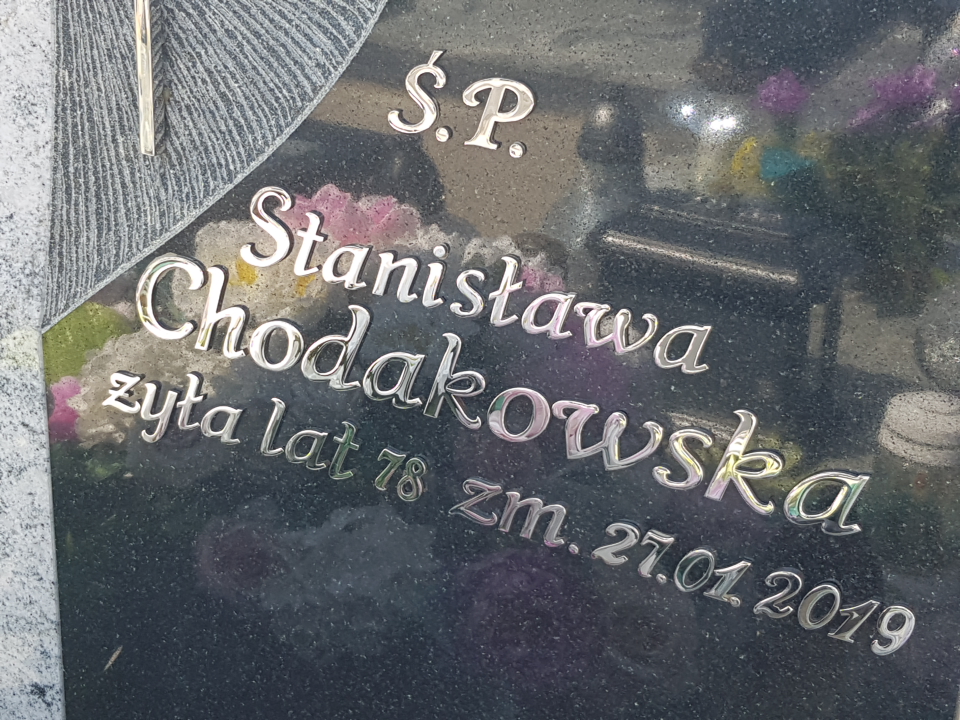 Ś.P.
Stanisława
Chodakowska
żyła lat 78 zm. 27.01.2019